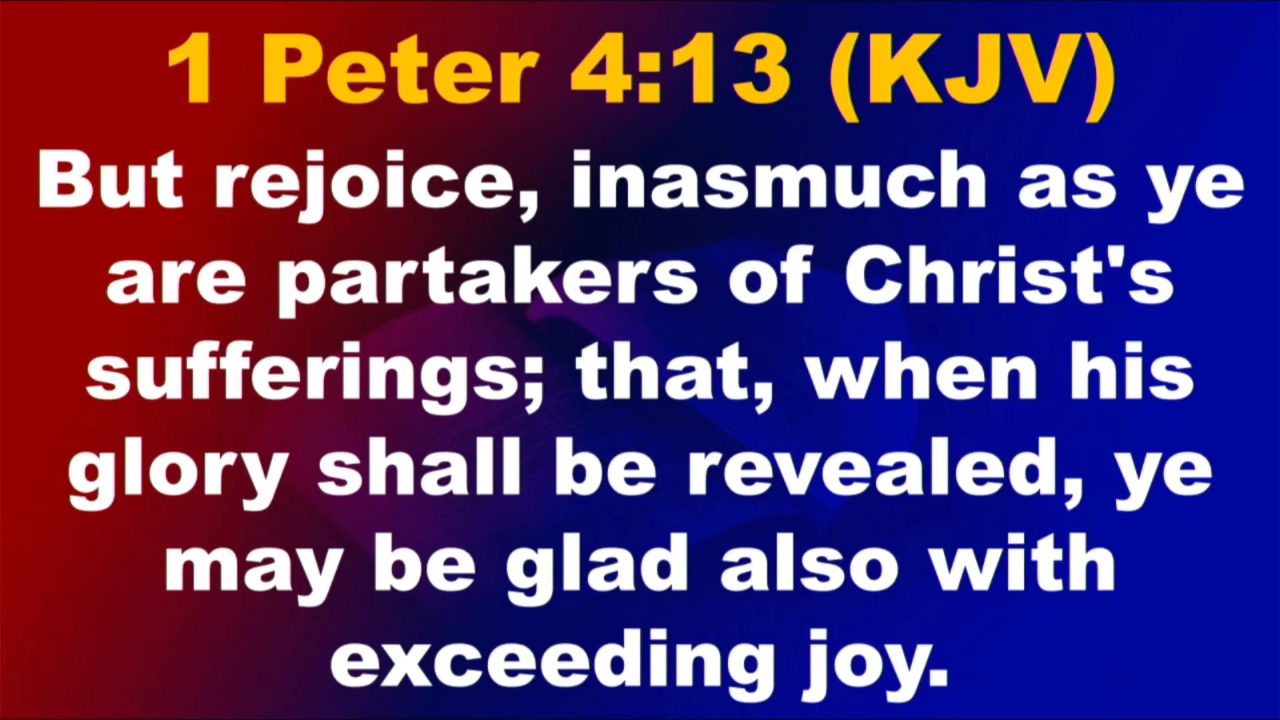 1 Peter 4:13 (KJV)
But rejoice, inasmuch as ye
are partakers of Christ's
sufferings; that, when his
glory shall be revealed, ye
may be glad also with
exceeding joy.